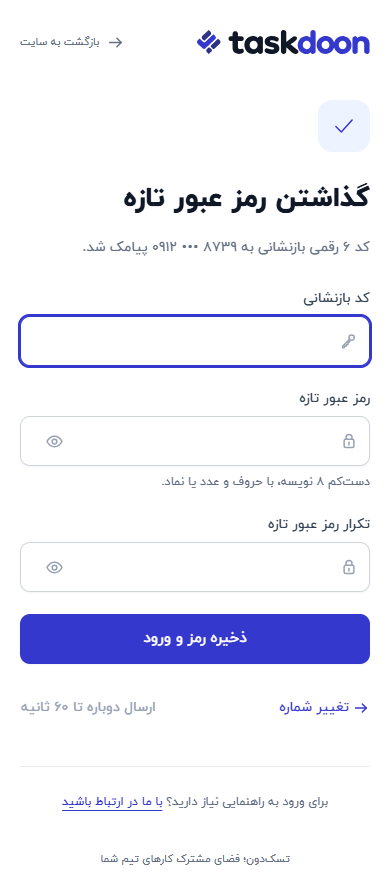 taskdoon
بازگشت به سایت
گذاشتن رمز عبور تازه
کد ۶ رقمی بازنشانی به ۸۷۳۹ ••• ۰۹۱۲ پیامک شد.
کد بازنشانی
رمز عبور تازه
دست‌کم ۸ نویسه، با حروف و عدد یا نماد.
تکرار رمز عبور تازه
ذخیره رمز و ورود
تغییر شماره
ارسال دوباره تا ۶۰ ثانیه
برای ورود به راهنمایی نیاز دارید؟ با ما در ارتباط باشید
تسک‌دون؛ فضای مشترک کارهای تیم شما